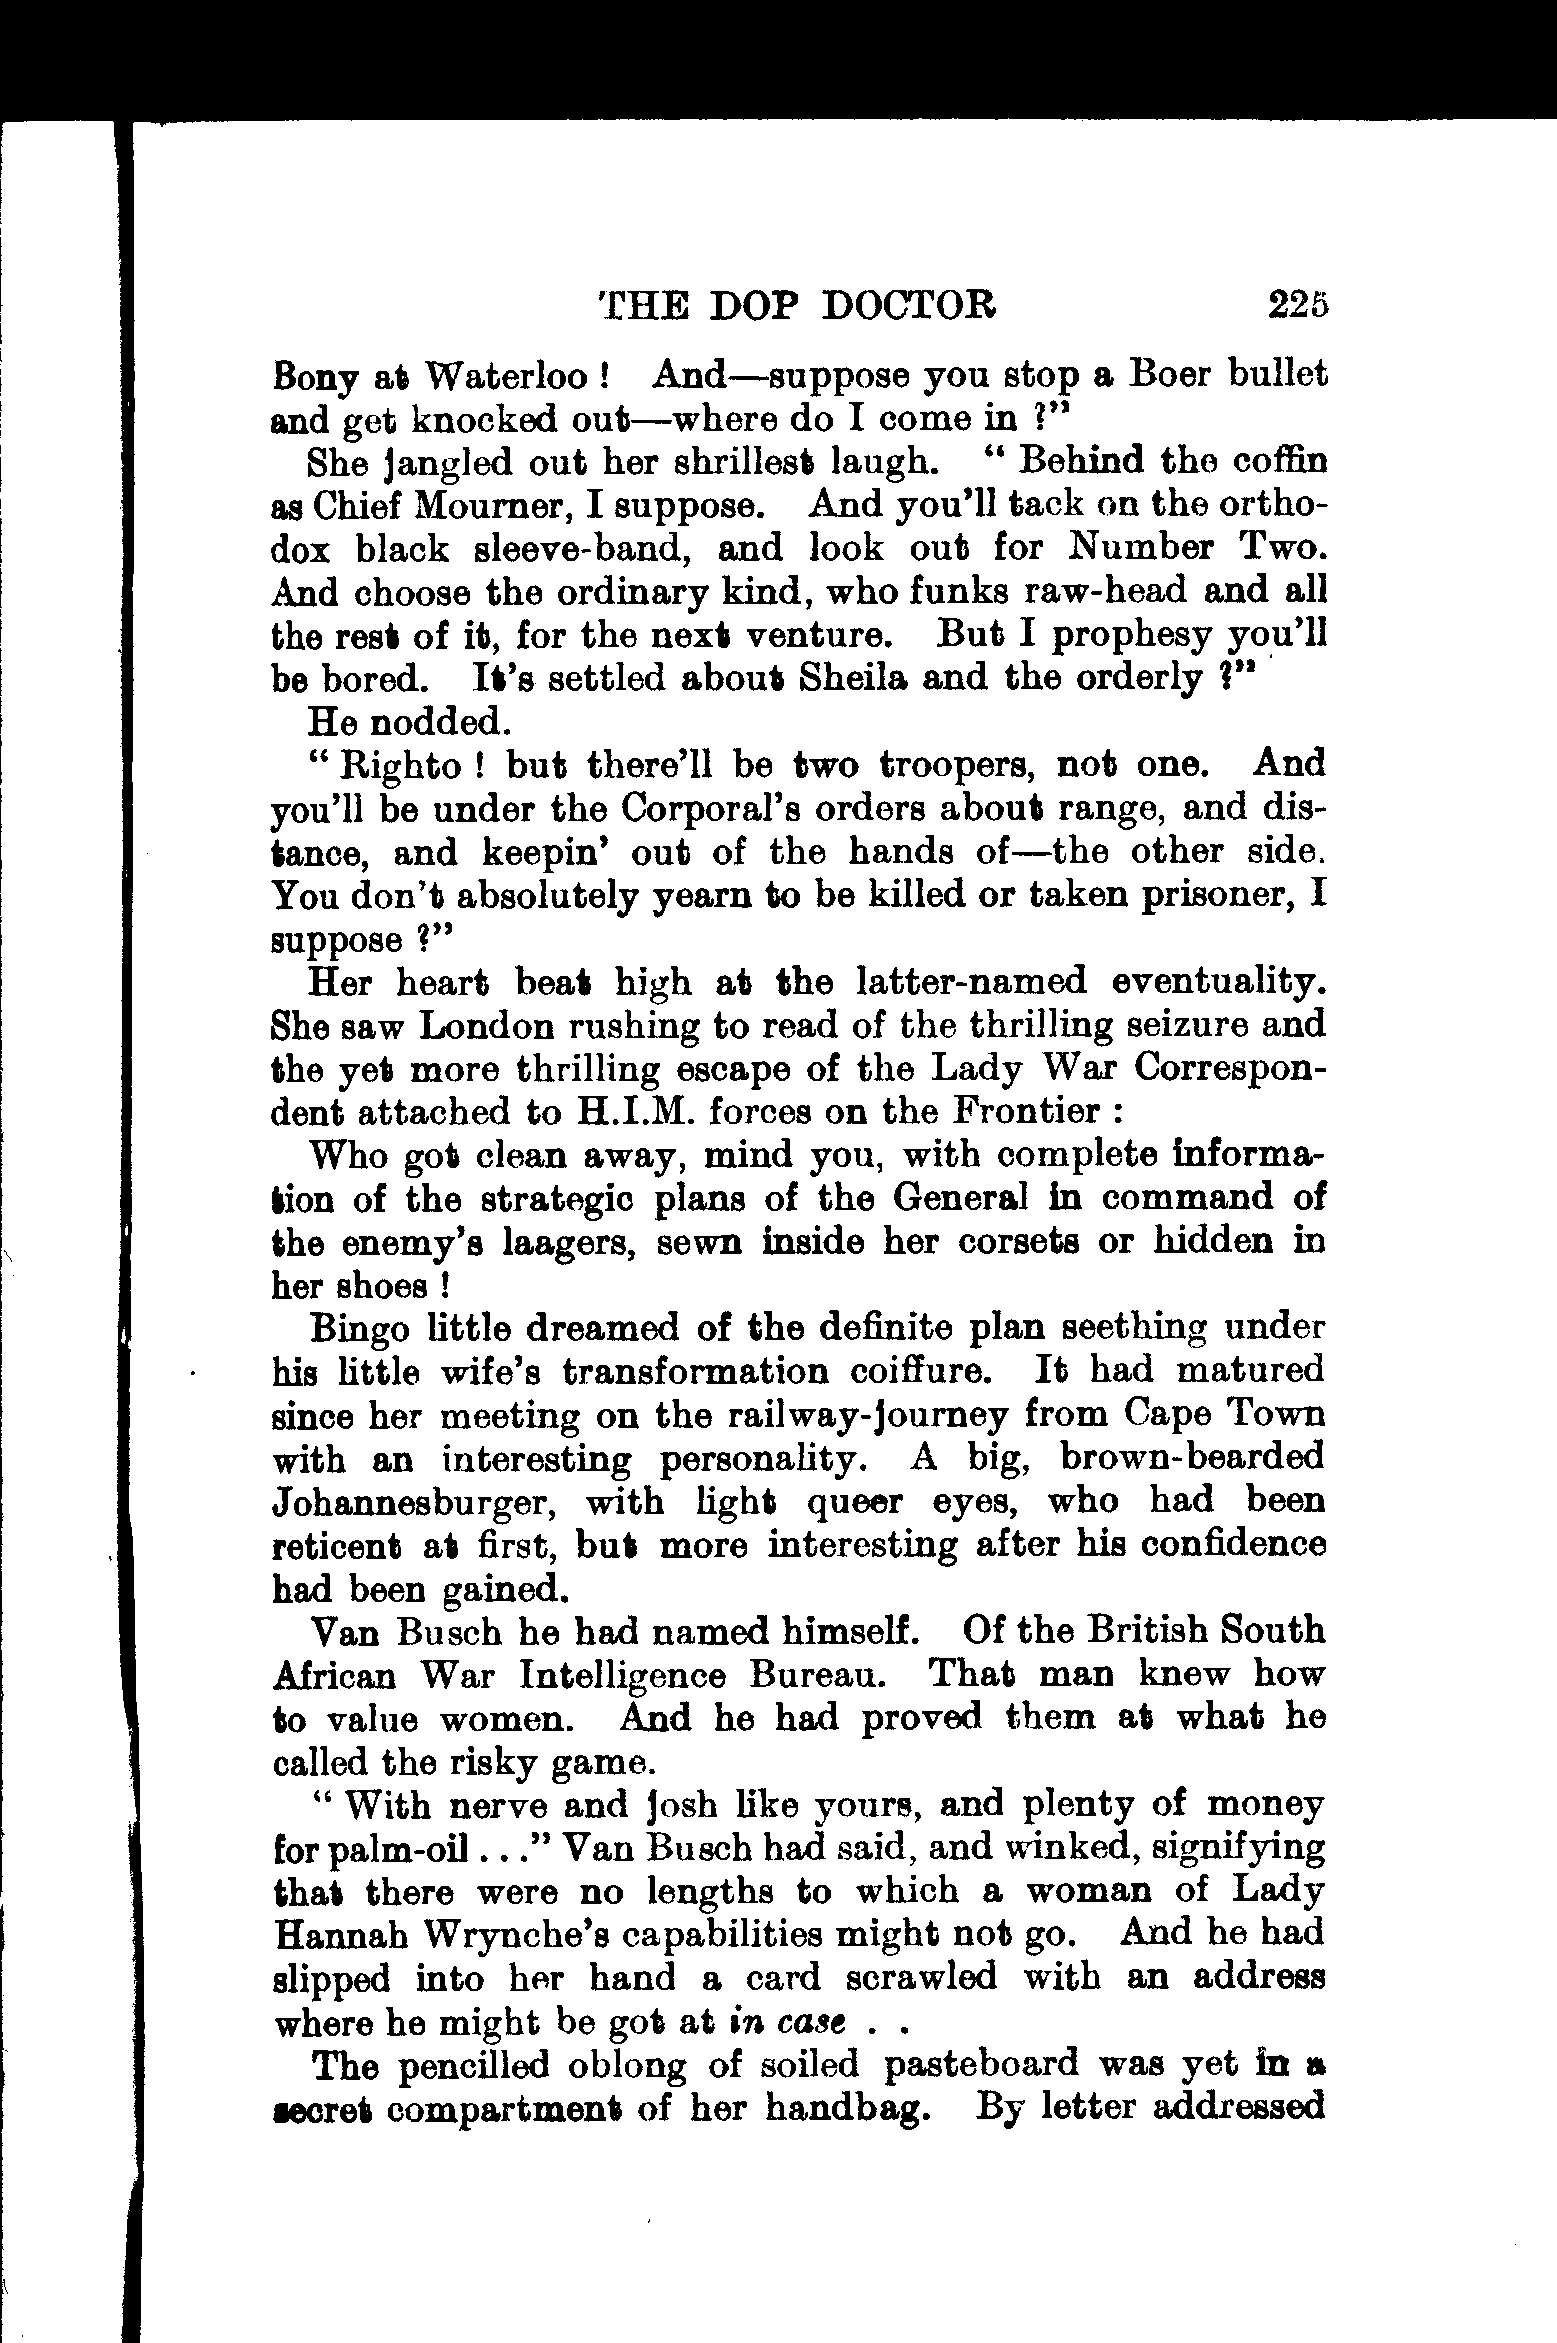 THE DOP DOCTOR 225
Bony at Waterloo ! And—suppose you stop a Boer bullet
and get knocked out—where do I come in ?"
She jangled out her shrillest laugh. " Behind the coffin
as Chief Mourner, I suppose. And you'll tack on the ortho-
dox black sleeve-band, and look out for Number Two.
And choose the ordinary kind, who funks raw-head and all
the rest of it, for the next venture. But I prophesy you'll
be bored. It's settled about Sheila and the orderly ?"
He nodded.
" Righto ! but there'll be two troopers, not one. And
you'll be under the Corporal's orders about range, and dis-
tance, and keepin' out of the hands of—the other side.
You don't absolutely yearn to be killed or taken prisoner, I
suppose ?"
Her heart beat high at the latter-named eventuality.
She saw London rushing to read of the thrilling seizure and
the yet more thrilling escape of the Lady War Correspon-
dent attached to H.I.M. forces on the Frontier :
Who got clean away, mind you, with complete informa-
tion of the strategic plans of the General in command of
the enemy's laagers, sewn inside her corsets or hidden in
her shoes !
Bingo little dreamed of the definite plan seething under
his little wife's transformation coiffure. It had matured
since her meeting on the railway-journey from Cape Town
with an interesting personality. A big, brown-bearded
Johannesburger, with light queer eyes, who had been
reticent at first, but more interesting after his confidence
had been gained.
Van Busch he had named himself. Of the British South
African War Intelligence Bureau. That man knew how
to value women. And he had proved them at what he
called the risky game.
" With nerve and josh like yours, and plenty of money
for palm-oil . . ." Van Busch had said, and winked, signifying
that there were no lengths to which a woman of Lady
Hannah Wrynche's capabilities might not go. And he had
slipped into her hand a card scrawled with an address
where he might be got at in case . .
The pencilled oblong of soiled pasteboard was yet in a
secret compartment of her handbag. By letter addressed